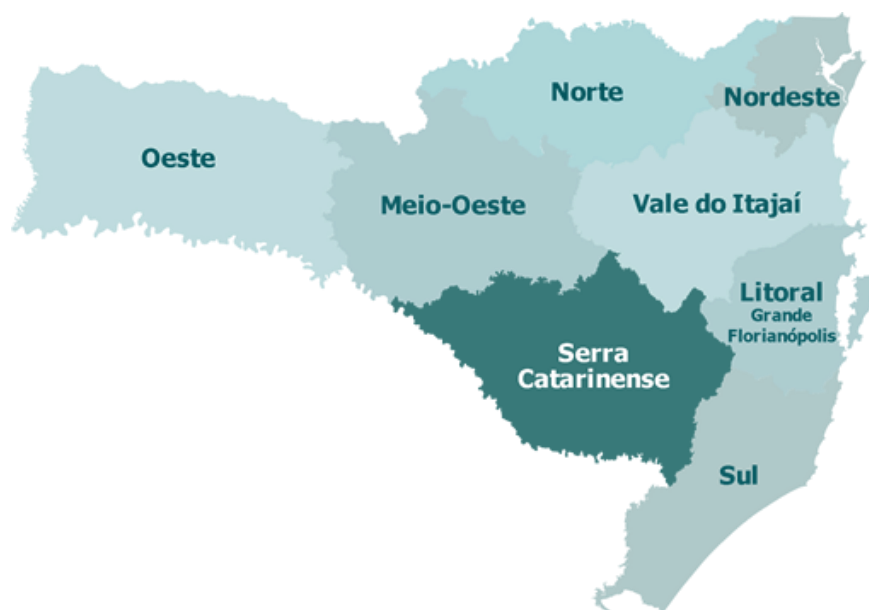 Norte
Nordeste
Oeste
Meio-Oeste
Vale do Itajaí
Litoral
Grande
Florianópolis
Serra
Catarinense
Sul